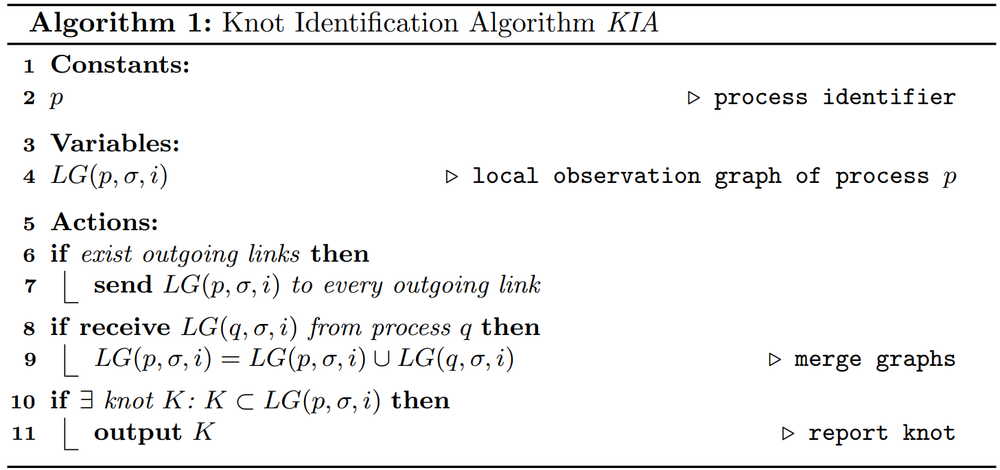 Algorithm 1: Knot Identification Algorithm KIA
1 Constants:
2 p ▷ process identifier
3 Variables:
4 LG(p, σ, i) ▷ local observation graph of process p
5 Actions:
6 if exist outgoing links then
7 send LG(p, σ, i) to every outgoing link
8 if receive LG(q, σ, i) from process q then
9 LG(p, σ, i) = LG(p, σ, i) ∪ LG(q, σ, i) ▷ merge graphs
10 if ∃ knot K: K ⊂ LG(p, σ, i) then
11 output K ▷ report knot